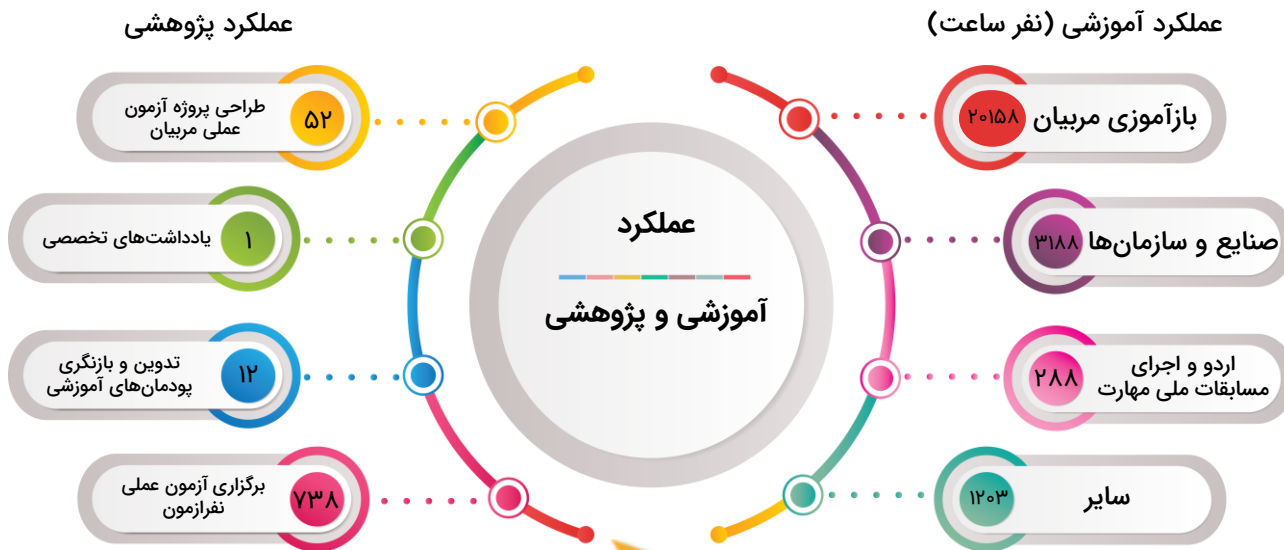 عملکرد آموزشی (نفر ساعت)
۲۰۱۵۸
بازآموزی مربیان
۳۱۸۸
صنایع و سازمان‌ها
۲۸۸
اردو و اجرای
مسابقات ملی مهارت
۱۲۰۳
سایر
عملکرد
آموزشی و پژوهشی
عملکرد پژوهشی
۵۲
طراحی پروژه آزمون
عملی مربیان
۱
یادداشت‌های تخصصی
۱۲
تدوین و بازنگری
پودمان‌های آموزشی
۷۳۸
برگزاری آزمون عملی
نفرازمون